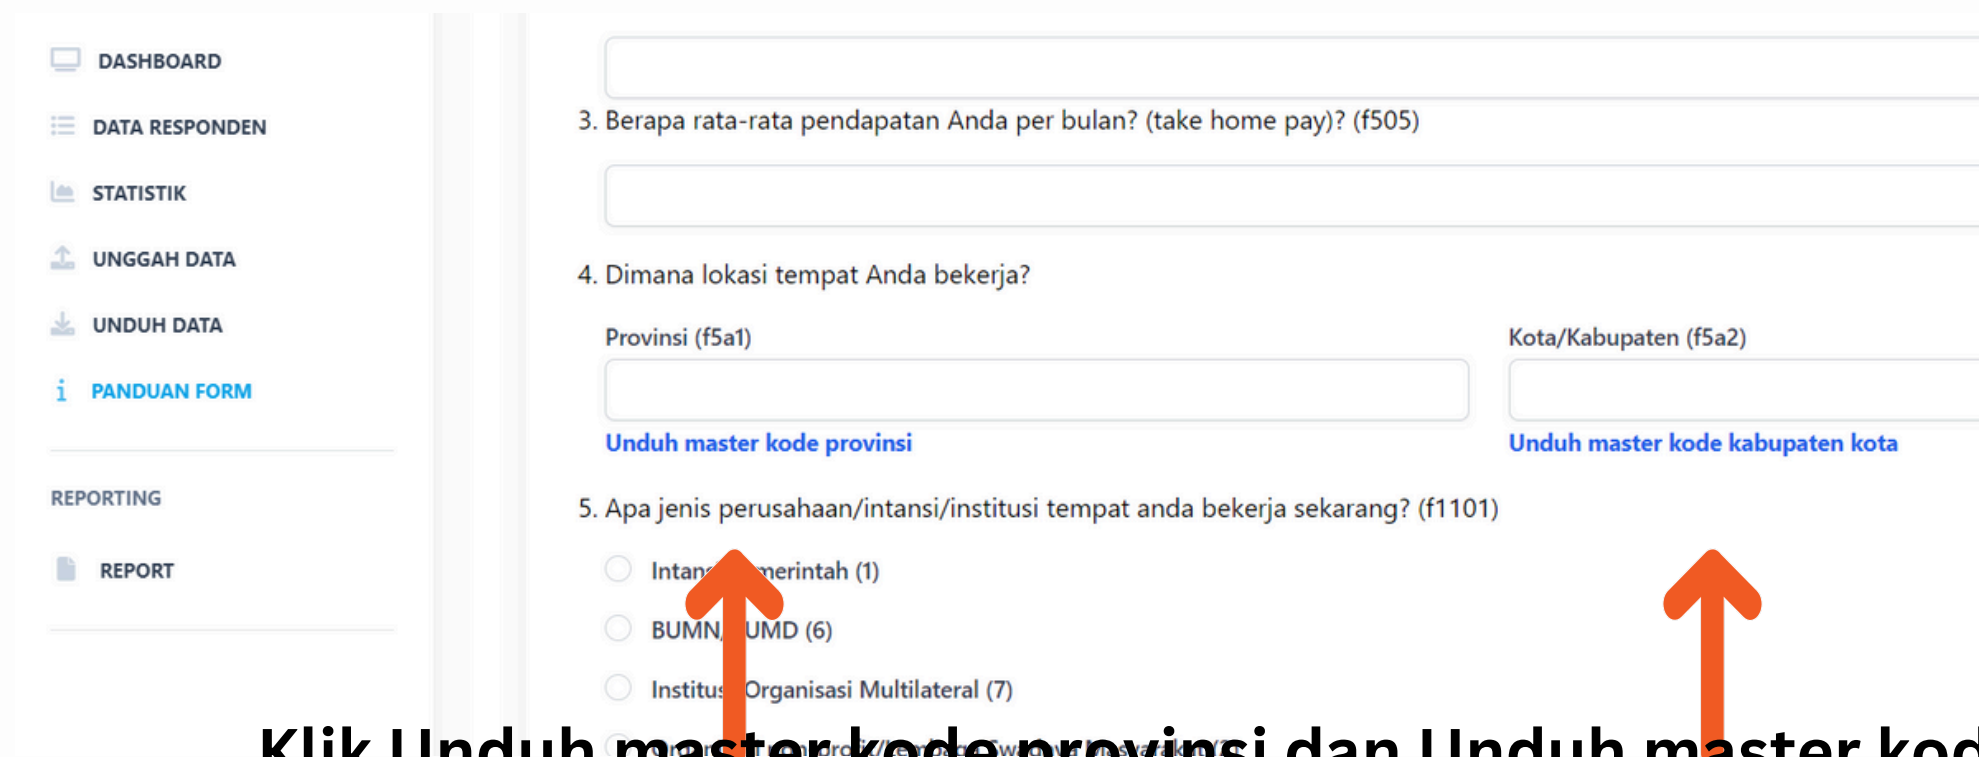 DASHBOARD
DATA RESPONDEN
STATISTIK
UNGGAH DATA
UNDUH DATA
PANDUAN FORM
REPORTING
REPORT
3. Berapa rata-rata pendapatan Anda per bulan? (take home pay)? (f505)
4. Dimana lokasi tempat Anda bekerja?
Provinsi (f5a1)
Kota/Kabupaten (f5a2)
Unduh master kode provinsi
Unduh master kode kabupaten kota
5. Apa jenis perusahaan/intansi/institusi tempat anda bekerja sekarang? (f1101)
(1)
(6)
Organisasi Multilateral (7)
Klik Unduh master kode provinsi dan Unduh master